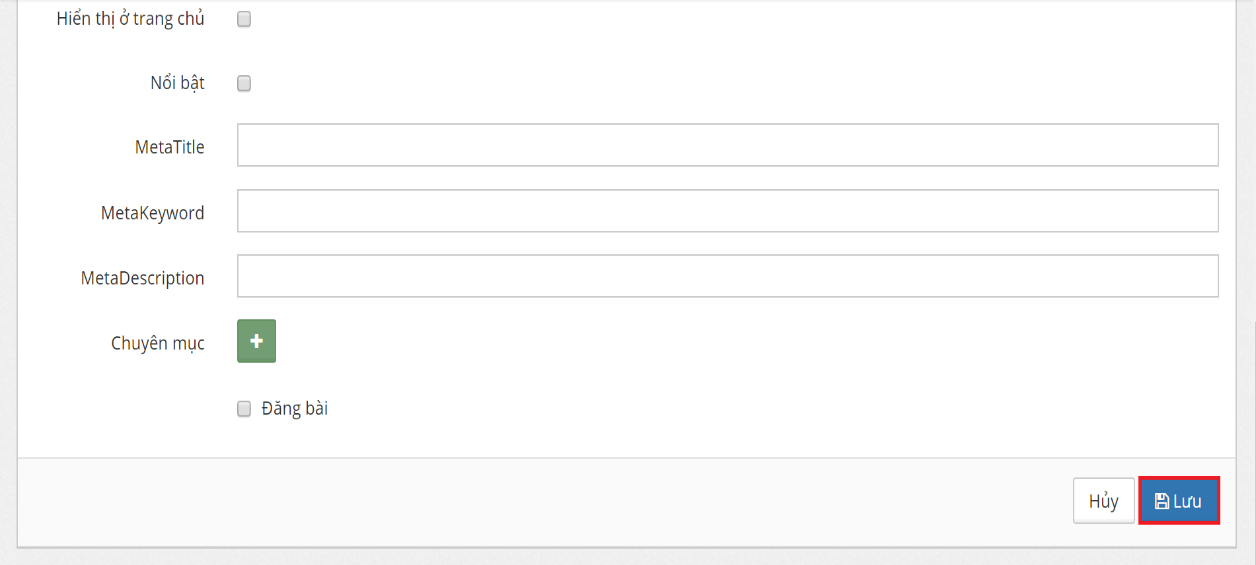 Hiển thị ở trang chủ
Nổi bật
MetaTitle
MetaKeyword
MetaDescription
Chuyên mục
Đăng bài
Hủy
Lưu